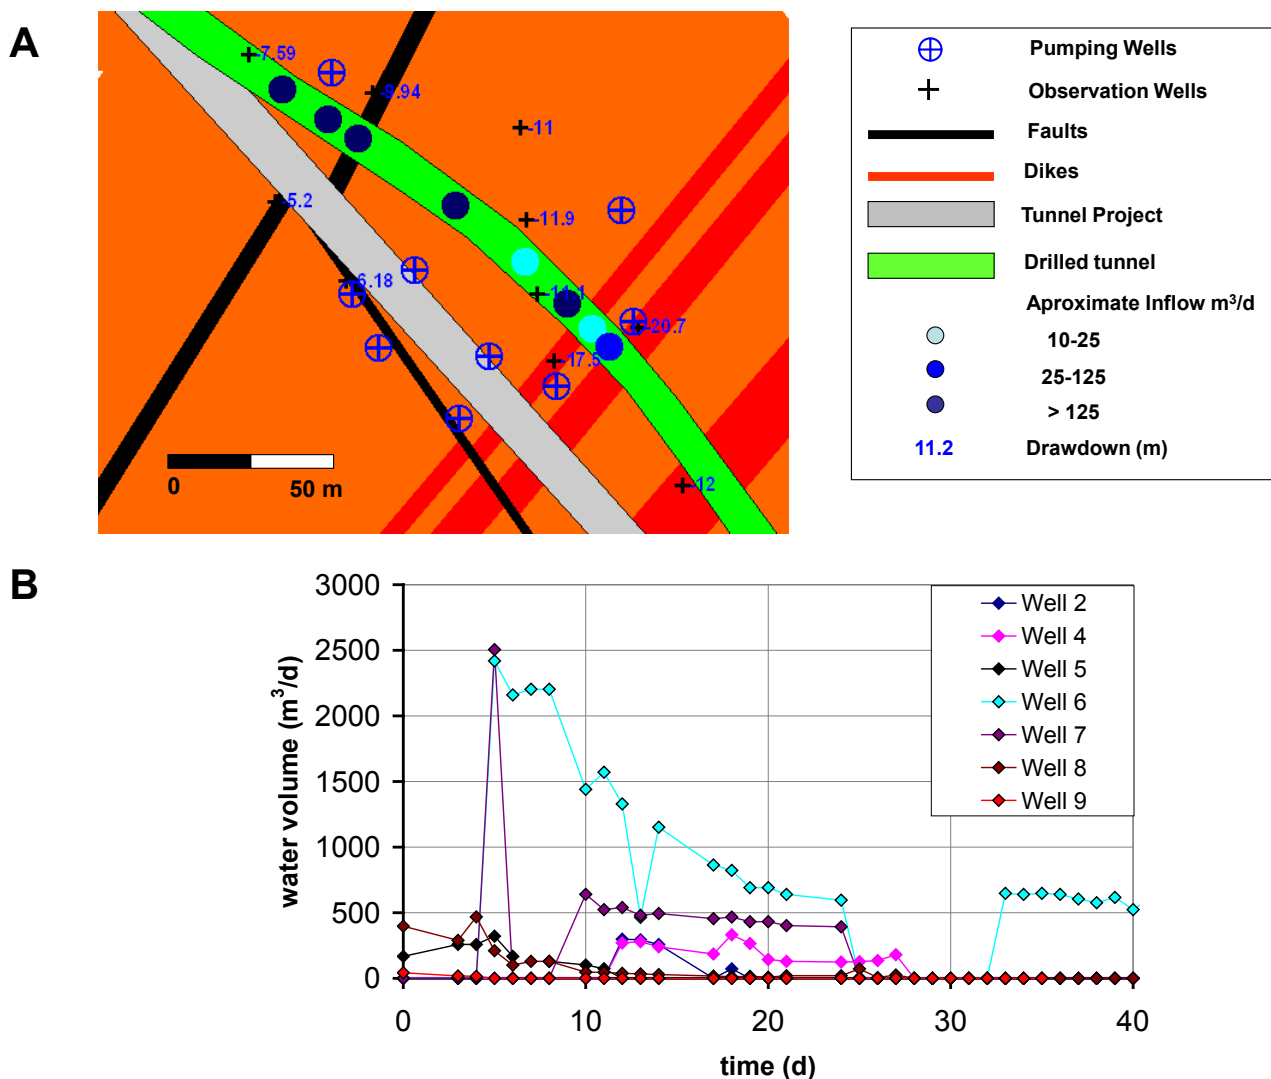 A
-7.59
-9.94
-11
-5.2
-11.9
6.18
-11.1
-20.7
-17.5
-12
0 50 m
Pumping Wells
Observation Wells
Faults
Dikes
Tunnel Project
Drilled tunnel
Aproximate Inflow m³/d
10-25
25-125
> 125
11.2 Drawdown (m)
B
water volume (m³/d)
3000
2500
2000
1500
1000
500
0
0 10 20 30 40
time (d)
Well 2
Well 4
Well 5
Well 6
Well 7
Well 8
Well 9